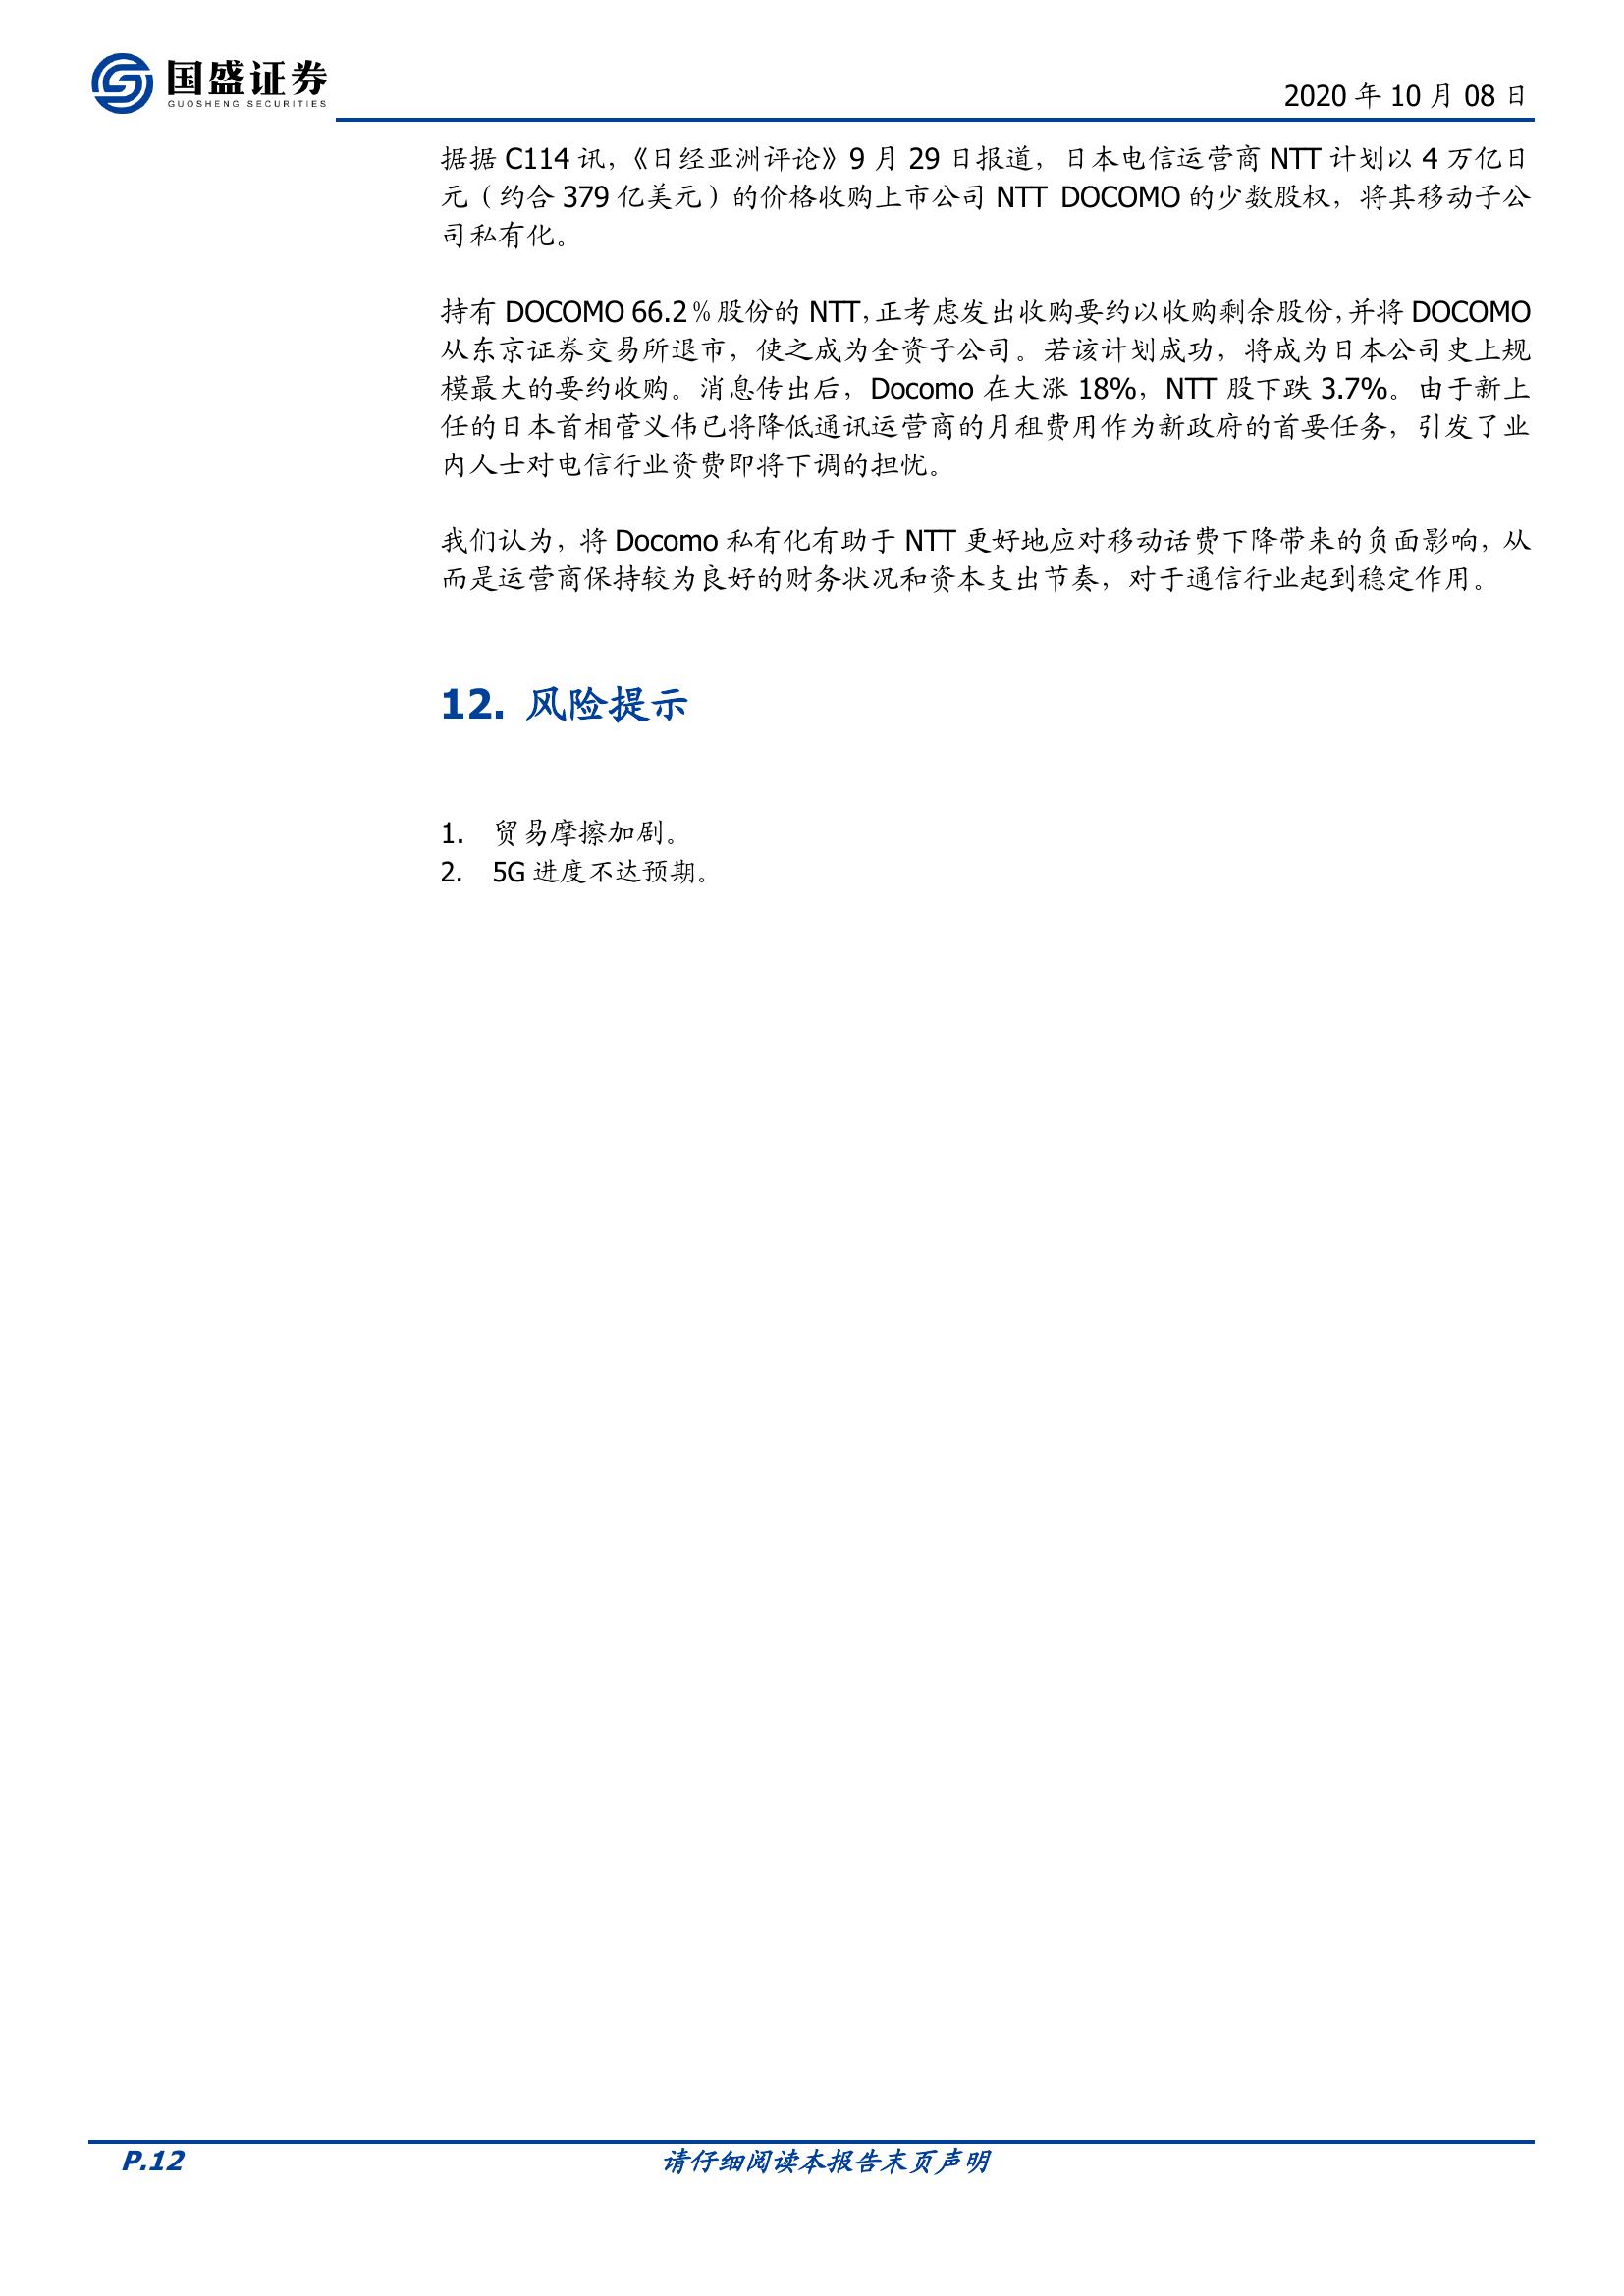 国盛证券
GUOSHENG SECURITIES
2020 年 10 月 08 日
据据 C114 讯，《日经亚洲评论》9 月 29 日报道，日本电信运营商 NTT 计划以 4 万亿日
元（约合 379 亿美元）的价格收购上市公司 NTT DOCOMO 的少数股权，将其移动子公
司私有化。
持有 DOCOMO 66.2％股份的 NTT，正考虑发出收购要约以收购剩余股份，并将 DOCOMO
从东京证券交易所退市，使之成为全资子公司。若该计划成功，将成为日本公司史上规
模最大的要约收购。消息传出后，Docomo 在大涨 18%，NTT 股下跌 3.7%。由于新上
任的日本首相菅义伟已将降低通讯运营商的月租费用作为新政府的首要任务，引发了业
内人士对电信行业资费即将下调的担忧。
我们认为，将 Docomo 私有化有助于 NTT 更好地应对移动话费下降带来的负面影响，从
而是运营商保持较为良好的财务状况和资本支出节奏，对于通信行业起到稳定作用。
12. 风险提示
1. 贸易摩擦加剧。
2. 5G 进度不达预期。
P.12
请仔细阅读本报告末页声明